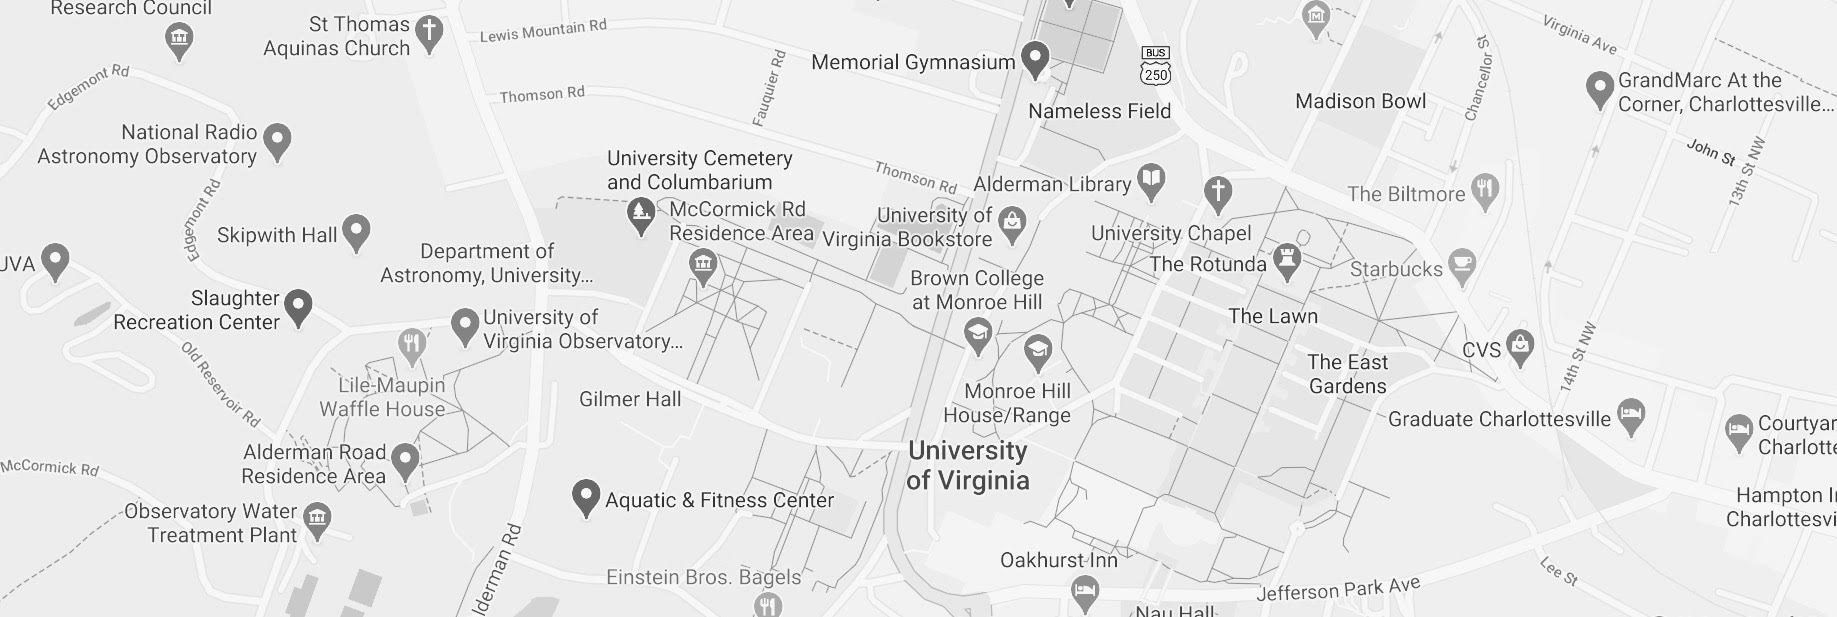 Research Council
St Thomas
Aquinas Church
Lewis Mountain Rd
Memorial Gymnasium
BUS
250
Virginia Ave
Chancellor St
Edgemont Rd
Thomson Rd
Fauquier Rd
Nameless Field
Madison Bowl
GrandMarc At the
Corner, Charlottesville...
National Radio
Astronomy Observatory
University Cemetery
and Columbarium
Thomson Rd
Alderman Library
John St
13th St NW
The Biltmore
Edgemont Rd
Skipwith Hall
McCormick Rd
Residence Area
University of
Virginia Bookstore
University Chapel
The Rotunda
Starbucks
UVA
Department of
Astronomy, University...
Brown College
at Monroe Hill
Slaughter
Recreation Center
University of
Virginia Observatory...
The Lawn
CVS
14th St NW
Old Reservoir Rd
The East
Gardens
Lile-Maupin
Waffle House
Gilmer Hall
Monroe Hill
House/Range
Graduate Charlottesville
Courtyar
Charlotte
McCormick Rd
Alderman Road
Residence Area
University
of Virginia
Aquatic & Fitness Center
Observatory Water
Treatment Plant
Hampton In
Charlottesvi
lderman Rd
Einstein Bros. Bagels
Oakhurst Inn
Jefferson Park Ave
Lee St
Nau Hall